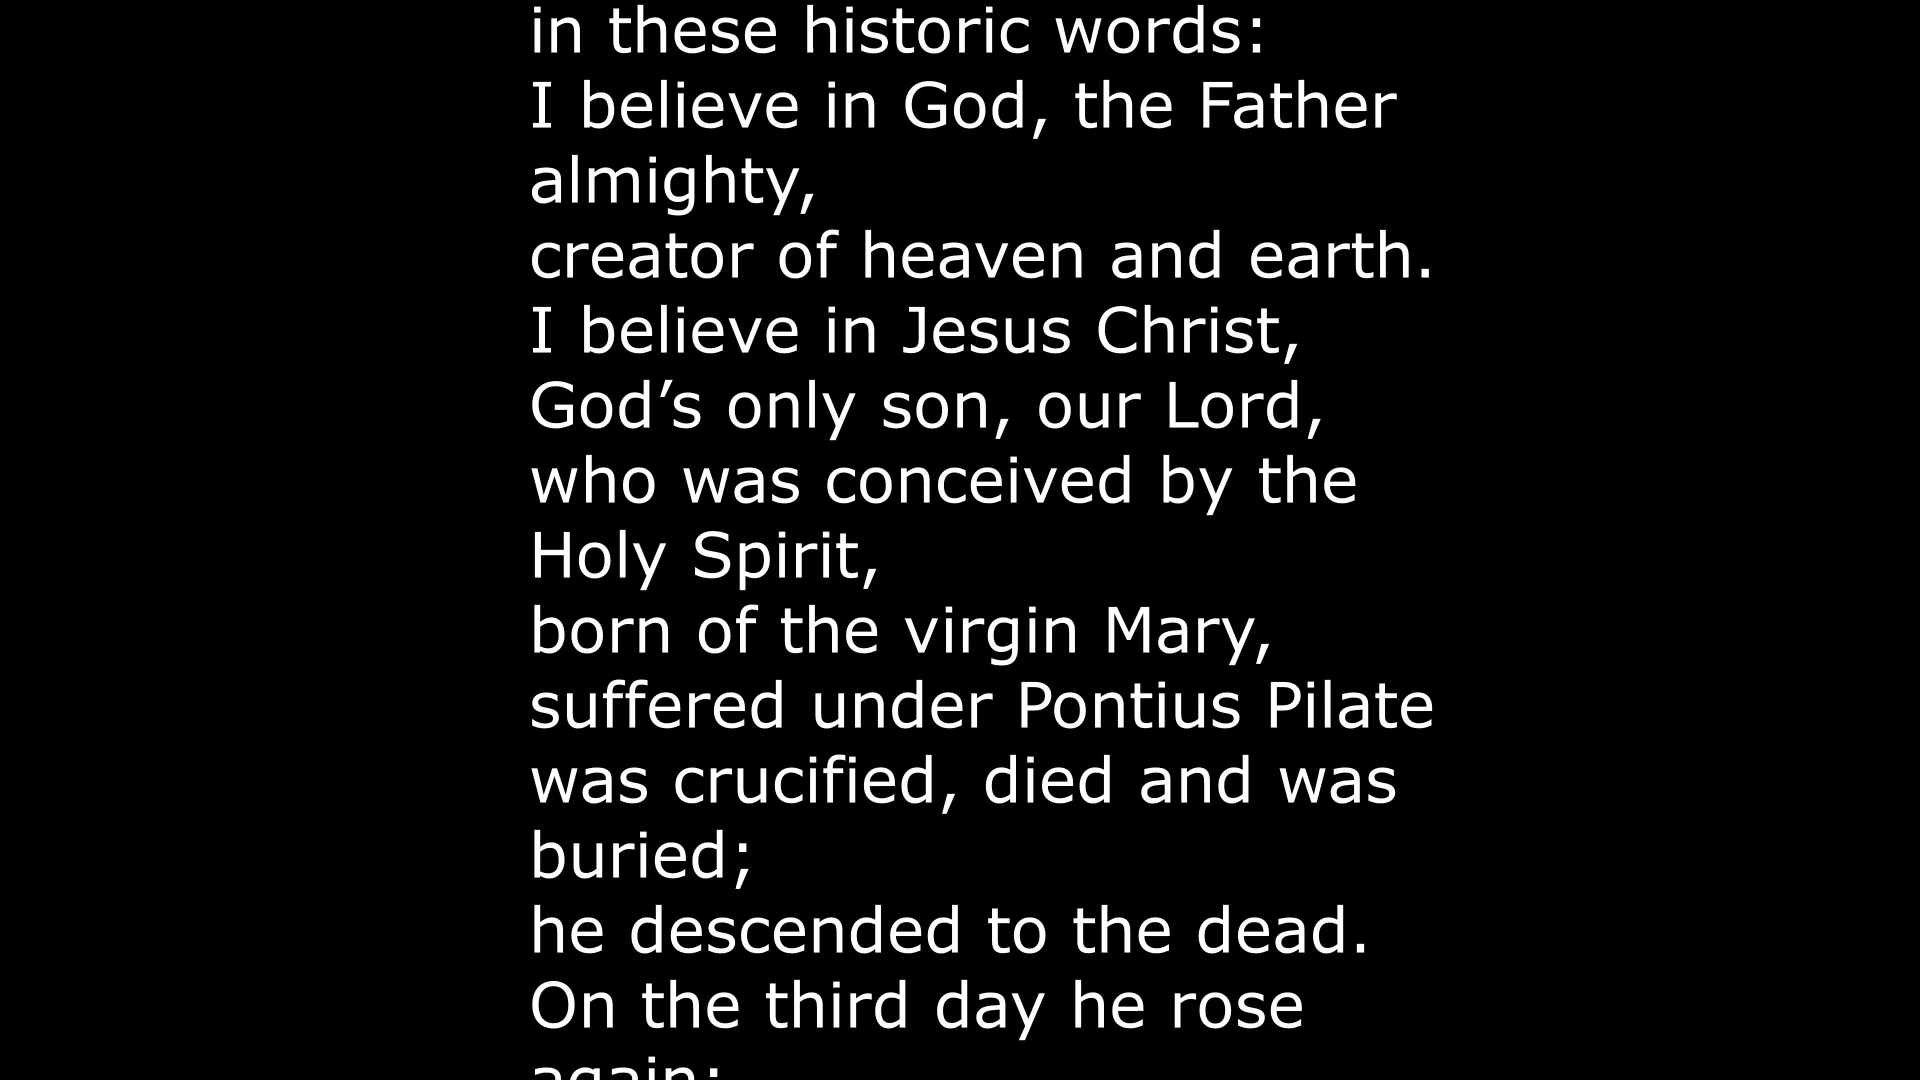 in these historic words:
I believe in God, the Father
almighty,
creator of heaven and earth.
I believe in Jesus Christ,
God’s only son, our Lord,
who was conceived by the
Holy Spirit,
born of the virgin Mary,
suffered under Pontius Pilate
was crucified, died and was
buried;
he descended to the dead.
On the third day he rose
again;